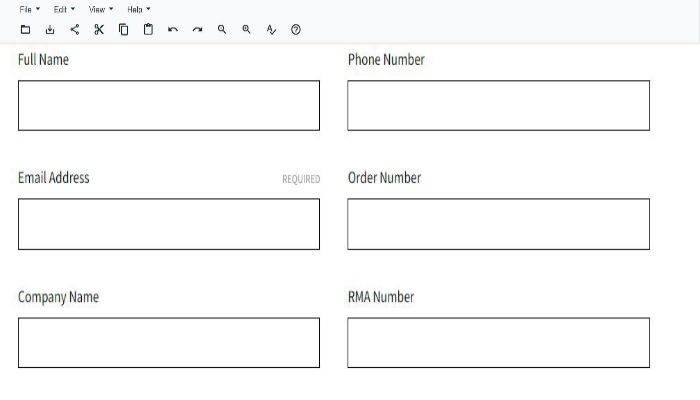 File Edit View Help
Full Name Phone Number
Email Address REQUIRED Order Number
Company Name RMA Number